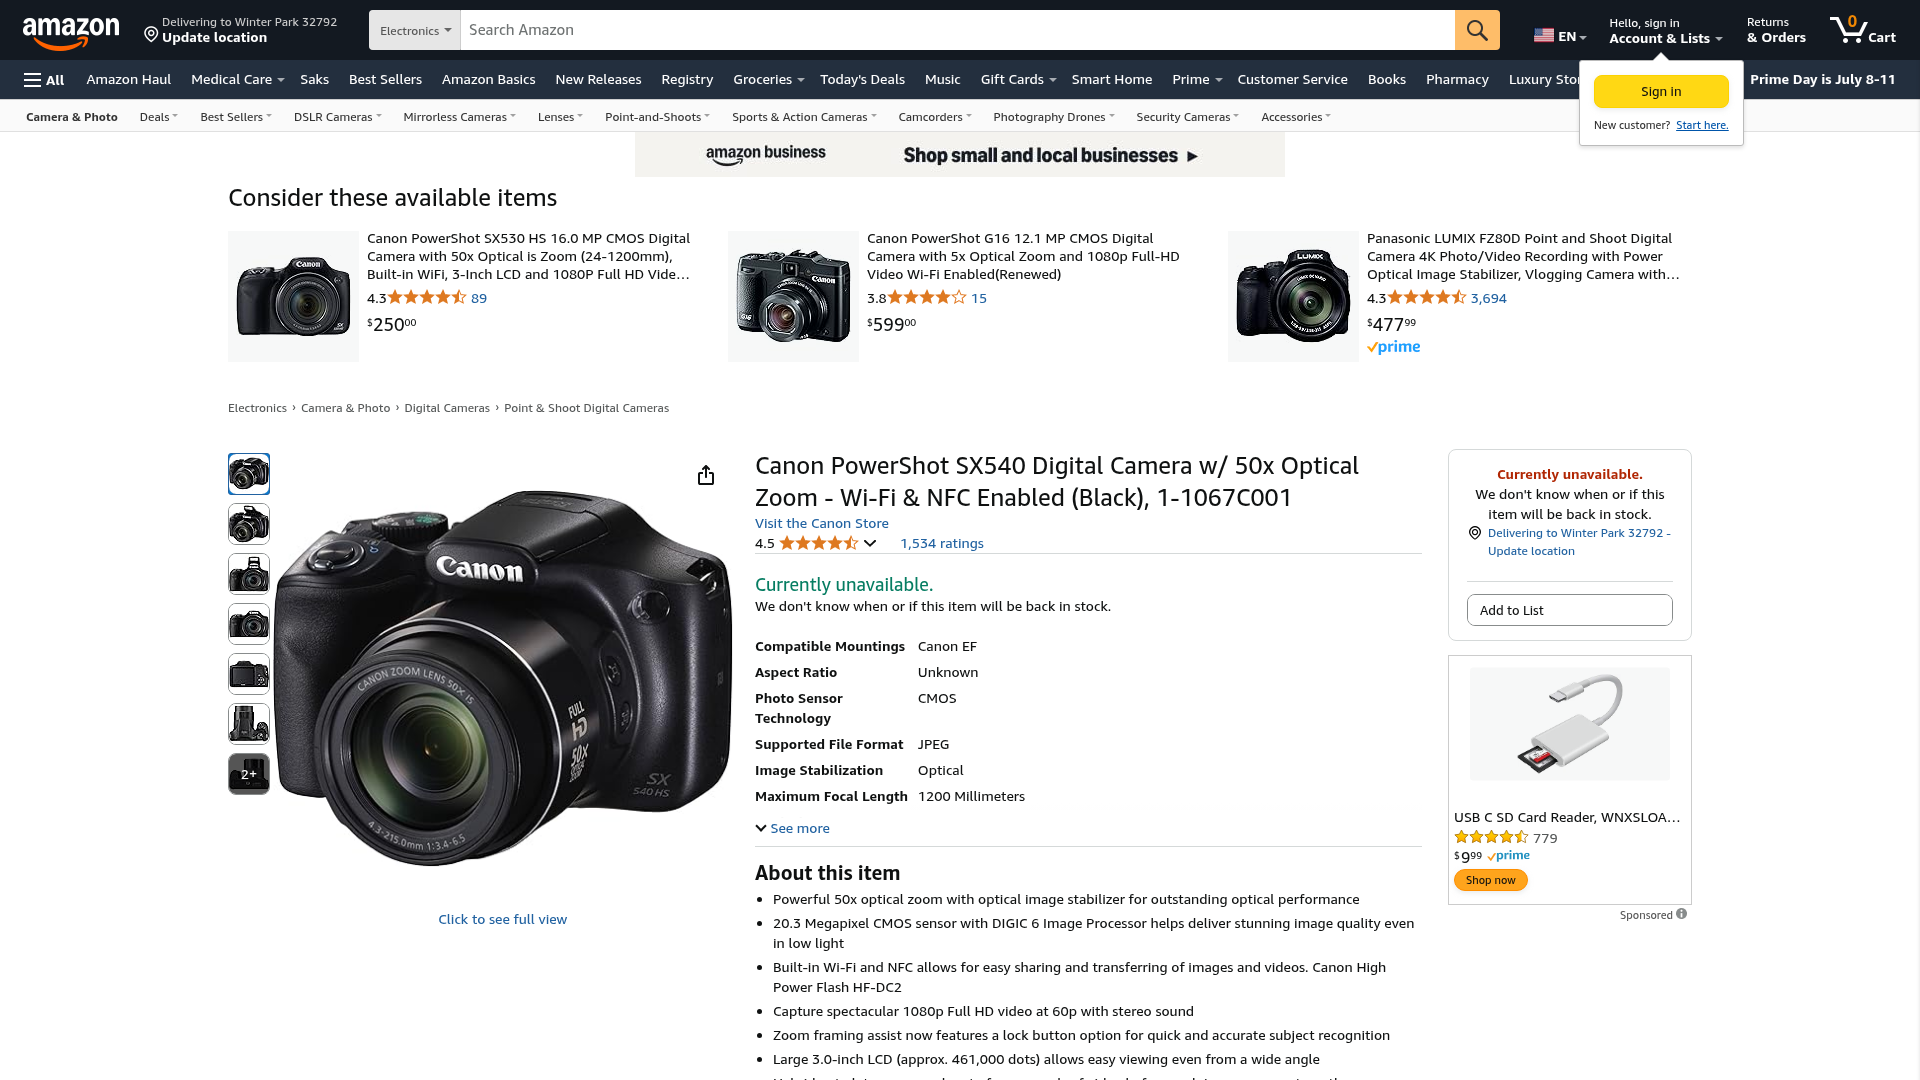 amazon
Delivering to Winter Park 32792
Update location
Electronics
Search Amazon
EN
Hello, sign in
Account & Lists
Returns
& Orders
0
Cart
All
Amazon Haul
Medical Care
Saks
Best Sellers
Amazon Basics
New Releases
Registry
Groceries
Today's Deals
Music
Gift Cards
Smart Home
Prime
Customer Service
Books
Pharmacy
Prime Day is July 8-11
Sign in
New customer? Start here.
Camera & Photo
Deals
Best Sellers
DSLR Cameras
Mirrorless Cameras
Lenses
Point-and-Shoots
Sports & Action Cameras
Camcorders
Photography Drones
Security Cameras
Accessories
amazon business
Shop small and local businesses ►
Consider these available items
Canon PowerShot SX530 HS 16.0 MP CMOS Digital
Camera with 50x Optical is Zoom (24-1200mm),
Built-in WiFi, 3-Inch LCD and 1080P Full HD Vide…
4.3 89
$250 00
Canon PowerShot G16 12.1 MP CMOS Digital
Camera with 5x Optical Zoom and 1080p Full-HD
Video Wi-Fi Enabled(Renewed)
3.8 15
$599 00
Panasonic LUMIX FZ80D Point and Shoot Digital
Camera 4K Photo/Video Recording with Power
Optical Image Stabilizer, Vlogging Camera with…
4.3 3,694
$477 99
prime
Electronics › Camera & Photo › Digital Cameras › Point & Shoot Digital Cameras
2+
Canon
CANON ZOOM LENS 50X IS
4.3-215.0mm 1:3.4-6.5
FULL
HD
50X
SX
540 HS
Click to see full view
Canon PowerShot SX540 Digital Camera w/ 50x Optical
Zoom - Wi-Fi & NFC Enabled (Black), 1-1067C001
Visit the Canon Store
4.5 1,534 ratings
Currently unavailable.
We don't know when or if this item will be back in stock.
Compatible Mountings Canon EF
Aspect Ratio Unknown
Photo Sensor CMOS
Technology
Supported File Format JPEG
Image Stabilization Optical
Maximum Focal Length 1200 Millimeters
See more
About this item
Powerful 50x optical zoom with optical image stabilizer for outstanding optical performance
20.3 Megapixel CMOS sensor with DIGIC 6 Image Processor helps deliver stunning image quality even
in low light
Built-in Wi-Fi and NFC allows for easy sharing and transferring of images and videos. Canon High
Power Flash HF-DC2
Capture spectacular 1080p Full HD video at 60p with stereo sound
Zoom framing assist now features a lock button option for quick and accurate subject recognition
Large 3.0-inch LCD (approx. 461,000 dots) allows easy viewing even from a wide angle
Currently unavailable.
We don't know when or if this
item will be back in stock.
Delivering to Winter Park 32792 -
Update location
Add to List
USB C SD Card Reader, WNXSLOA…
779
$9 99 prime
Shop now
Sponsored